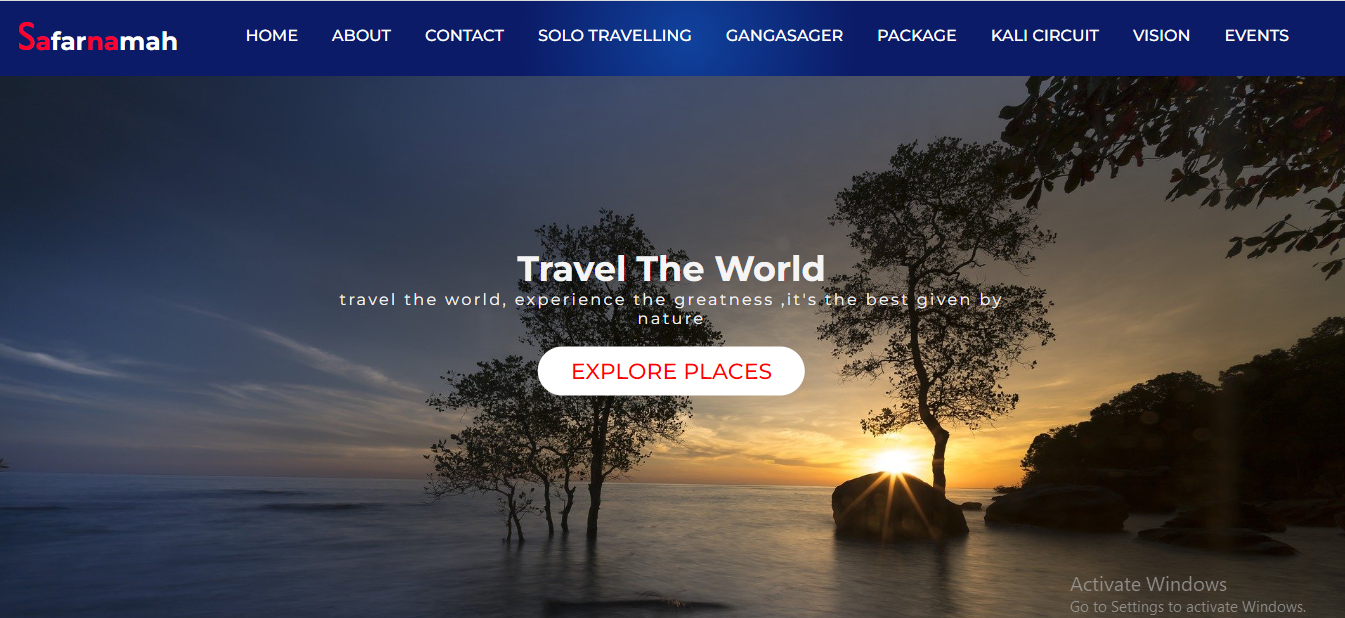 Safarnamah
HOME ABOUT CONTACT SOLO TRAVELLING GANGASAGER PACKAGE KALI CIRCUIT VISION EVENTS
Travel The World
travel the world, experience the greatness ,it's the best given by
nature
EXPLORE PLACES
Activate Windows
Go to Settings to activate Windows.